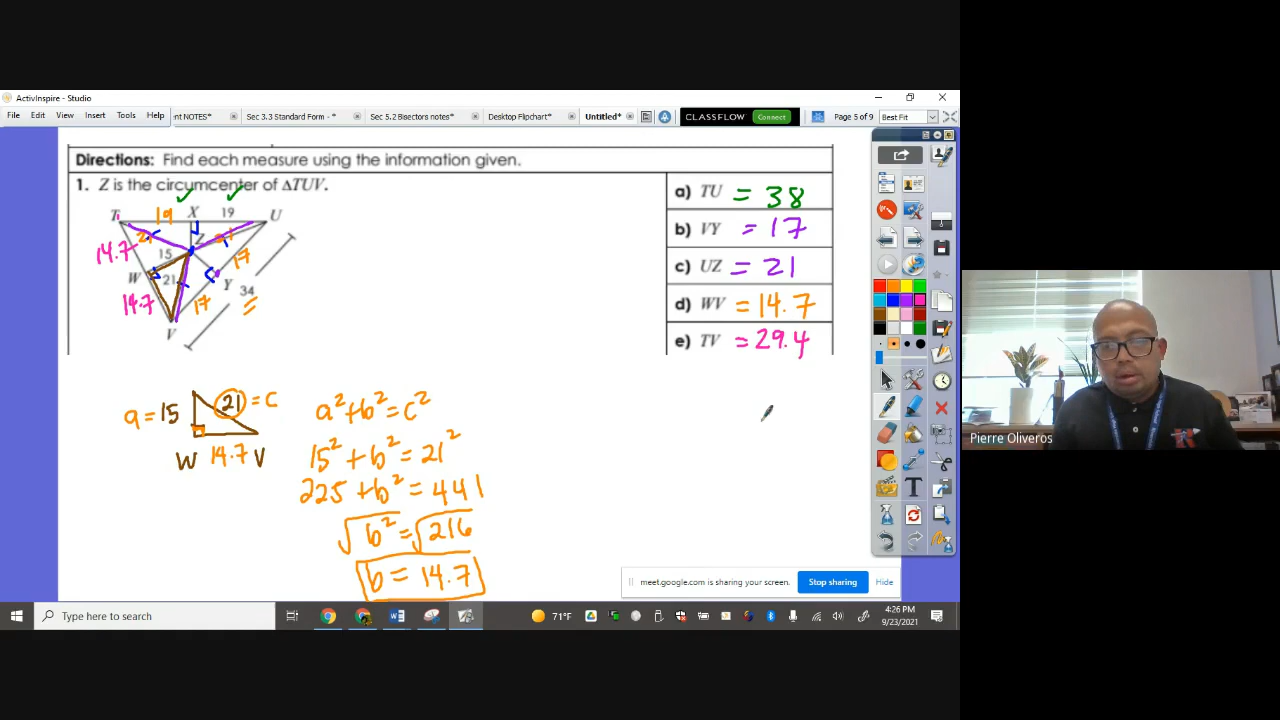 ActivInspire - Studio
File Edit View Insert Tools Help
nt NOTES* Sec 3.3 Standard Form - * Sec 5.2 Bisectors notes* Desktop Flipchart* Untitled* CLASSFLOW Connect Page 5 of 9 Best Fit
Directions: Find each measure using the information given.
1. Z is the circumcenter of ΔTUV.
T 19 X 19 U
21 Z 21
14.7 15 17
W 21 Y 34
14.7 17
V
a) TU = 38
b) VY = 17
c) UZ = 21
d) WV = 14.7
e) TV = 29.4
a = 15 21 = c
W 14.7 V
a² + b² = c²
15² + b² = 21²
225 + b² = 441
√b² = √216
b = 14.7
Pierre Oliveros
meet.google.com is sharing your screen. Stop sharing Hide
Type here to search
71°F
4:26 PM
9/23/2021